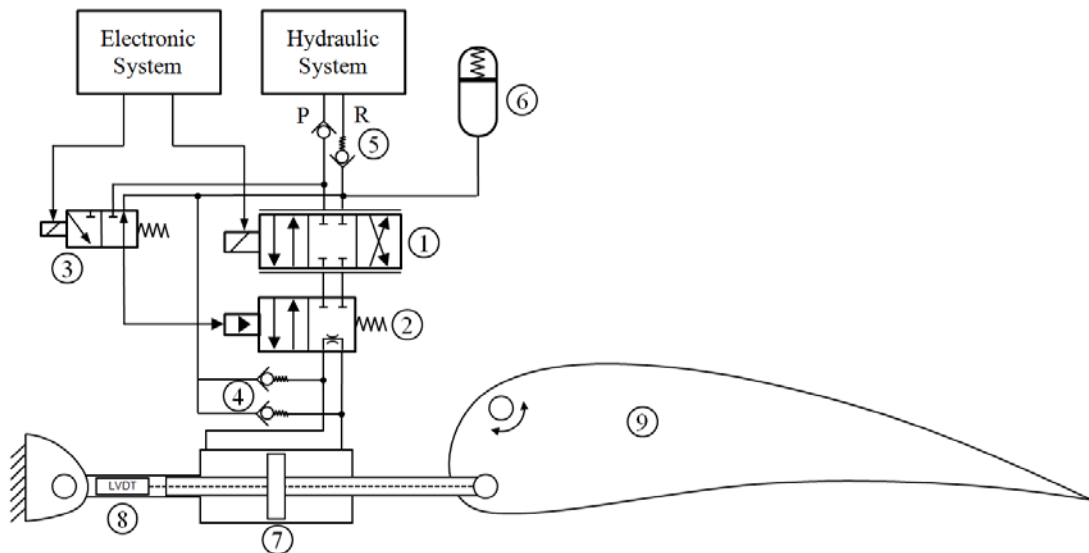 Electronic
System
Hydraulic
System
P
R
⑥
⑤
③
①
②
④
⑨
LVDT
⑧
⑦